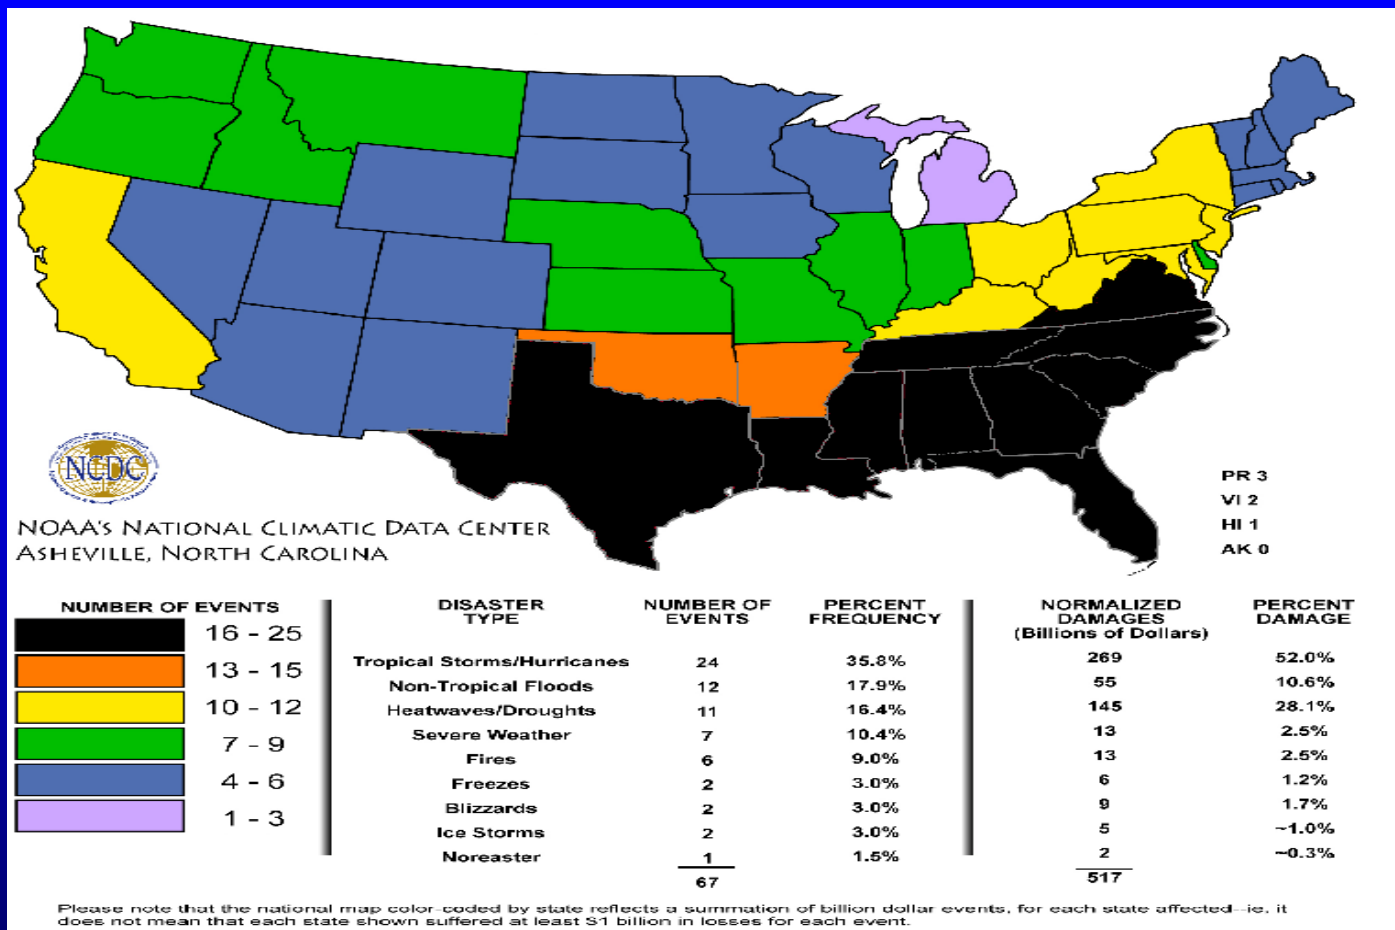 NCDC
NOAA's National Climatic Data Center
Asheville, North Carolina
PR 3
VI 2
HI 1
AK 0
NUMBER OF EVENTS
16 - 25
13 - 15
10 - 12
7 - 9
4 - 6
1 - 3
DISASTER TYPE NUMBER OF EVENTS PERCENT FREQUENCY NORMALIZED DAMAGES (Billions of Dollars) PERCENT DAMAGE
Tropical Storms/Hurricanes 24 35.8% 269 52.0%
Non-Tropical Floods 12 17.9% 55 10.6%
Heatwaves/Droughts 11 16.4% 145 28.1%
Severe Weather 7 10.4% 13 2.5%
Fires 6 9.0% 13 2.5%
Freezes 2 3.0% 6 1.2%
Blizzards 2 3.0% 9 1.7%
Ice Storms 2 3.0% 5 ~1.0%
Noreaster 1 1.5% 2 ~0.3%
67 517
Please note that the national map color-coded by state reflects a summation of billion dollar events, for each state affected--ie, it
does not mean that each state shown suffered at least $1 billion in losses for each event.